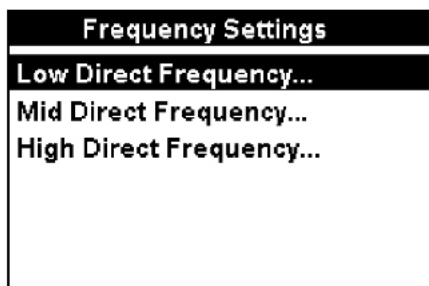 Frequency Settings
Low Direct Frequency...
Mid Direct Frequency...
High Direct Frequency...